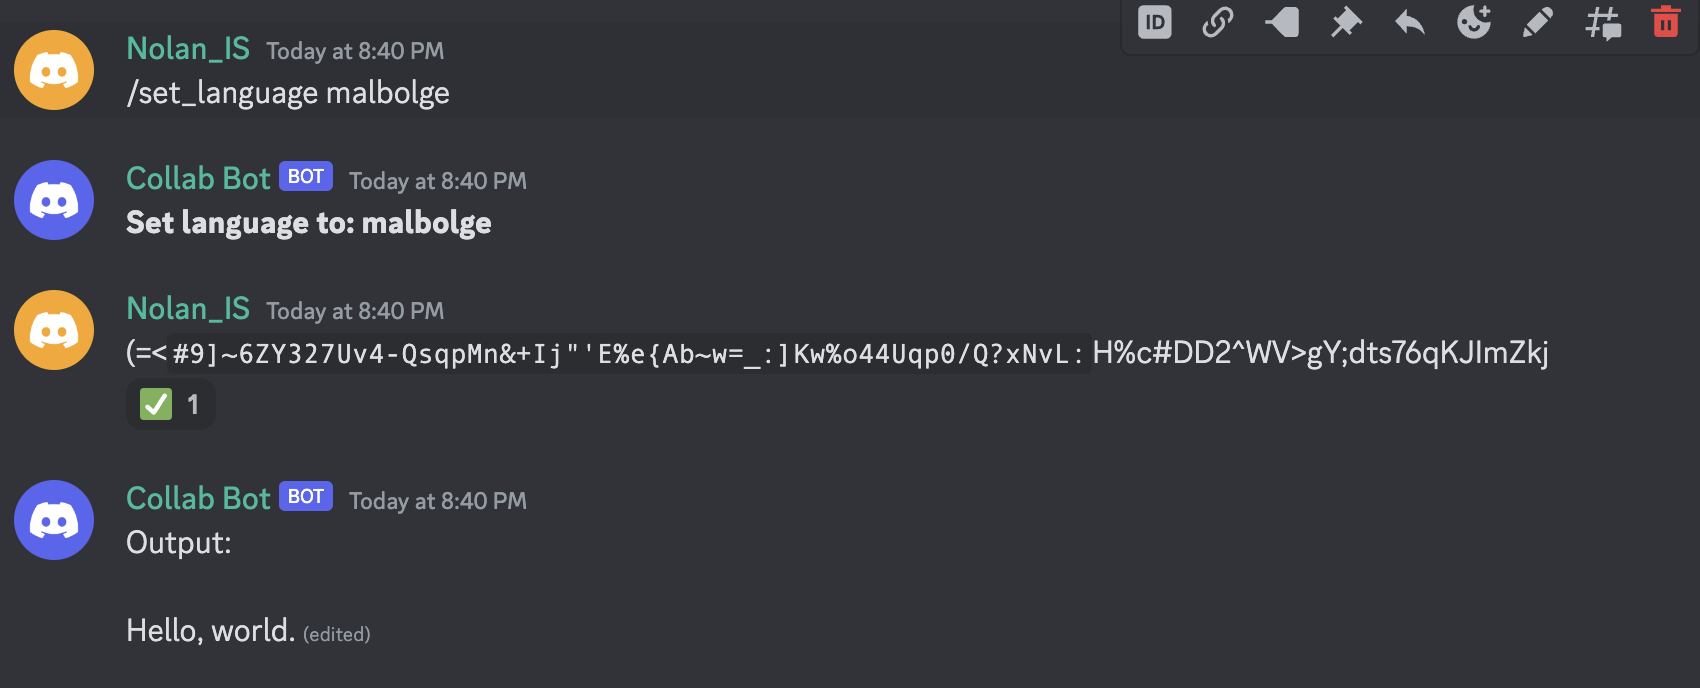 ID
Nolan_IS Today at 8:40 PM
/set_language malbolge
Collab Bot BOT Today at 8:40 PM
Set language to: malbolge
Nolan_IS Today at 8:40 PM
(=<#9]~6ZY327Uv4-QsqpMn&+Ij"'E%e{Ab~w=_:]Kw%o44Uqp0/Q?xNvL:H%c#DD2^WV>gY;dts76qKJImZkj
1
Collab Bot BOT Today at 8:40 PM
Output:
Hello, world. (edited)